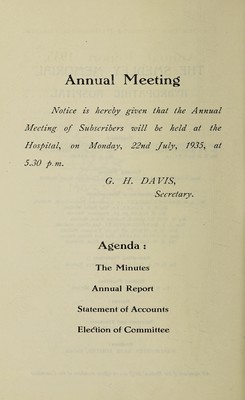 Annual Meeting
Notice is hereby given that the Annual
Meeting of Subscribers will be held at the
Hospital, on Monday, 22nd July, 1935, at
5.30 p.m.
G. H. DAVIS,
Secretary.
Agenda :
The Minutes
Annual Report
Statement of Accounts
Election of Committee